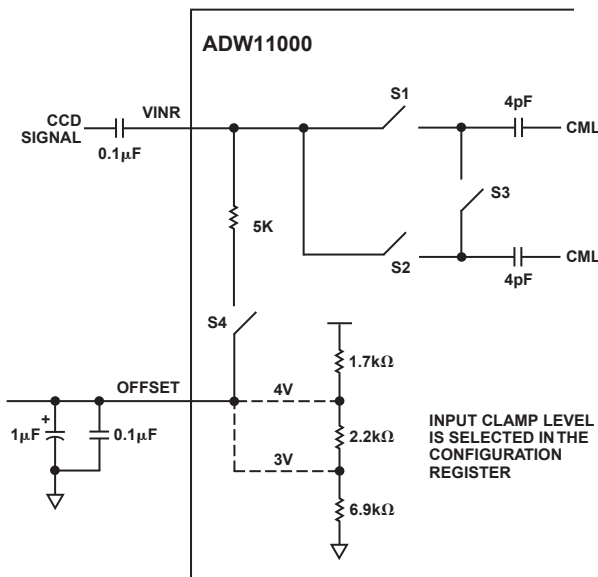 ADW11000
S1
4pF
CCD
SIGNAL
VINR
CML
0.1µF
S3
5K
S2
CML
4pF
S4
1.7kΩ
OFFSET
4V
+
1µF
0.1µF
2.2kΩ
INPUT CLAMP LEVEL
IS SELECTED IN THE
CONFIGURATION
REGISTER
3V
6.9kΩ